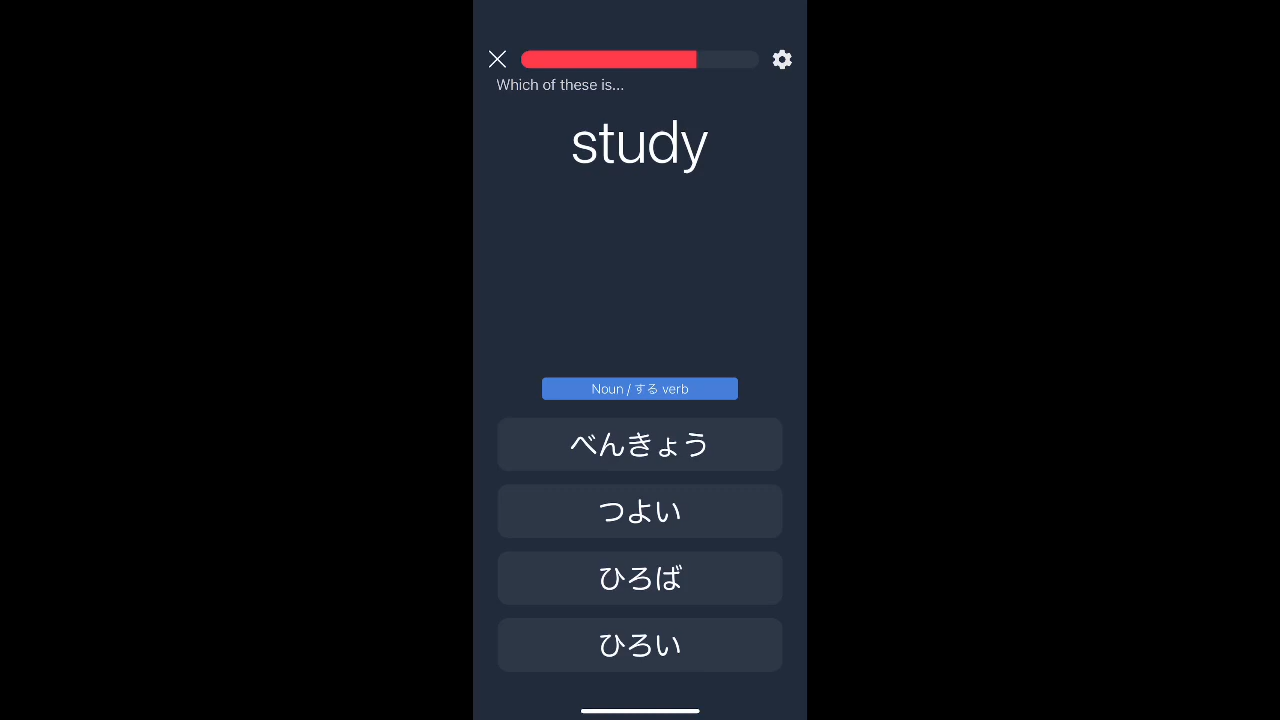 Which of these is...
study
Noun / する verb
べんきょう
つよい
ひろば
ひろい